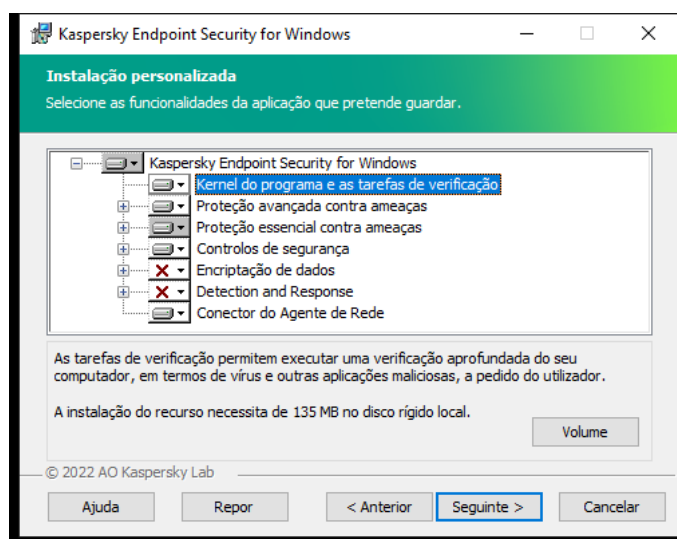 Kaspersky Endpoint Security for Windows
Instalação personalizada
Selecione as funcionalidades da aplicação que pretende guardar.
Kaspersky Endpoint Security for Windows
Kernel do programa e as tarefas de verificação
Proteção avançada contra ameaças
Proteção essencial contra ameaças
Controlos de segurança
Encriptação de dados
Detection and Response
Conector do Agente de Rede
As tarefas de verificação permitem executar uma verificação aprofundada do seu
computador, em termos de vírus e outras aplicações maliciosas, a pedido do utilizador.
A instalação do recurso necessita de 135 MB no disco rígido local.
Volume
© 2022 AO Kaspersky Lab
Ajuda
Repor
< Anterior
Seguinte >
Cancelar